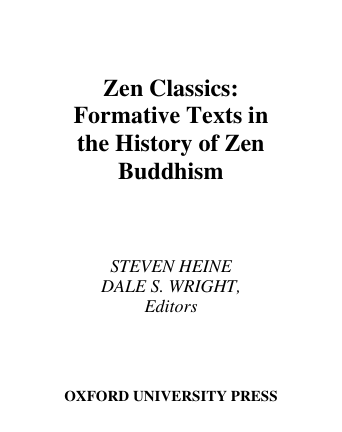 Zen Classics:
Formative Texts in
the History of Zen
Buddhism
STEVEN HEINE
DALE S. WRIGHT,
Editors
OXFORD UNIVERSITY PRESS